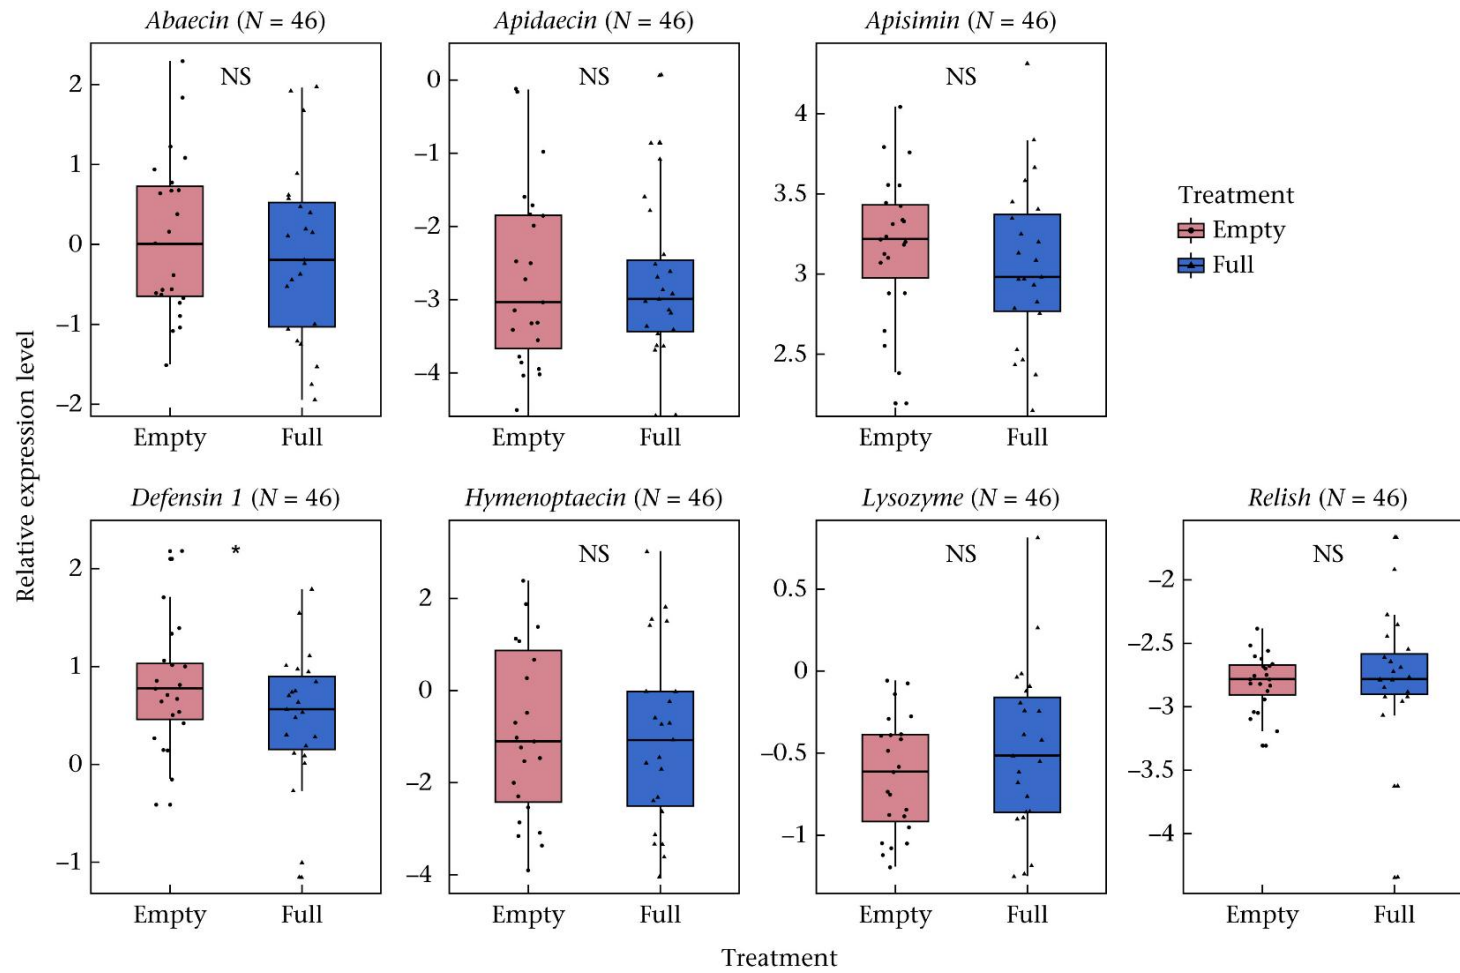 Abaecin (N = 46)
Apidaecin (N = 46)
Apisimin (N = 46)
NS
NS
NS
2
1
0
–1
–2
0
–1
–2
–3
–4
4
3.5
3
2.5
Treatment
Empty
Full
Empty Full
Empty Full
Empty Full
Relative expression level
Defensin 1 (N = 46)
Hymenoptaecin (N = 46)
Lysozyme (N = 46)
Relish (N = 46)
*
NS
NS
NS
2
1
0
–1
2
0
–2
–4
0.5
0
–0.5
–1
–2
–2.5
–3
–3.5
–4
Empty Full
Empty Full
Empty Full
Empty Full
Treatment